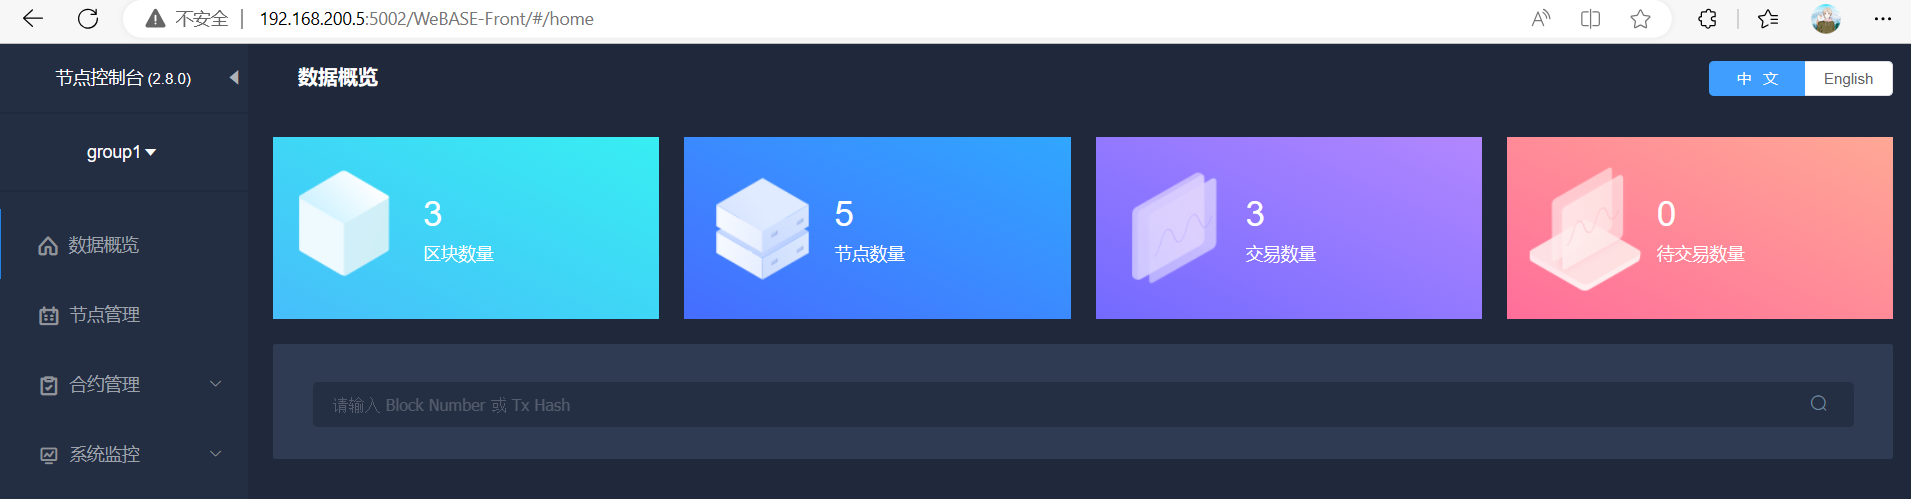 不安全 | 192.168.200.5:5002/WeBASE-Front/#/home
节点控制台 (2.8.0)
数据概览
中 文
English
group1
3
区块数量
5
节点数量
3
交易数量
0
待交易数量
数据概览
节点管理
合约管理
系统监控
请输入 Block Number 或 Tx Hash